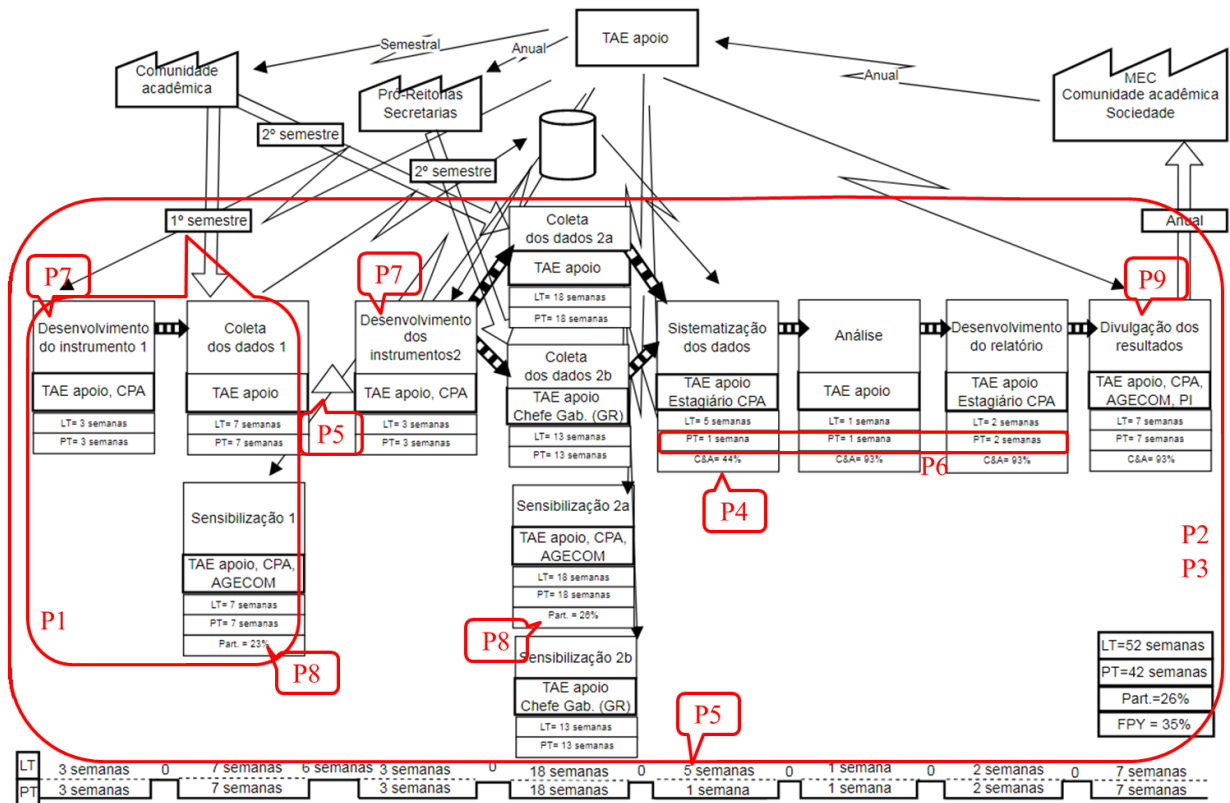 TAE apoio
Semestral
Anual
Comunidade
acadêmica
Pró-Reitorias
Secretarias
Anual
MEC
Comunidade acadêmica
Sociedade
2º semestre
2º semestre
1º semestre
Anual
P7
Desenvolvimento
do instrumento 1
TAE apoio, CPA
LT= 3 semanas
PT= 3 semanas
Coleta
dos dados 1
TAE apoio
LT= 7 semanas
PT= 7 semanas
Sensibilização 1
TAE apoio, CPA,
AGECOM
LT= 7 semanas
PT= 7 semanas
Part. = 23%
P8
P1
P5
P7
Desenvolvimento
dos
instrumentos2
TAE apoio, CPA
LT= 3 semanas
PT= 3 semanas
Coleta
dos dados 2a
TAE apoio
LT= 18 semanas
PT= 18 semanas
Coleta
dos dados 2b
TAE apoio
Chefe Gab. (GR)
LT= 13 semanas
PT= 13 semanas
Sensibilização 2a
TAE apoio, CPA,
AGECOM
LT= 18 semanas
PT= 18 semanas
Part. = 26%
P8
Sensibilização 2b
TAE apoio
Chefe Gab. (GR)
LT= 13 semanas
PT= 13 semanas
Sistematização
dos dados
TAE apoio
Estagiário CPA
LT= 5 semanas
PT= 1 semana
C&A= 44%
P4
Análise
TAE apoio
LT= 1 semana
PT= 1 semana
C&A= 93%
P6
Desenvolvimento
do relatório
TAE apoio
Estagiário CPA
LT= 2 semanas
PT= 2 semanas
C&A= 93%
P9
Divulgação dos
resultados
TAE apoio, CPA,
AGECOM, PI
LT= 7 semanas
PT= 7 semanas
C&A= 93%
P2
P3
LT=52 semanas
PT=42 semanas
Part.=26%
FPY = 35%
P5
LT 3 semanas 0 7 semanas 6 semanas 3 semanas 0 18 semanas 0 5 semanas 0 1 semana 0 2 semanas 0 7 semanas
PT 3 semanas 7 semanas 3 semanas 18 semanas 1 semana 1 semana 2 semanas 7 semanas